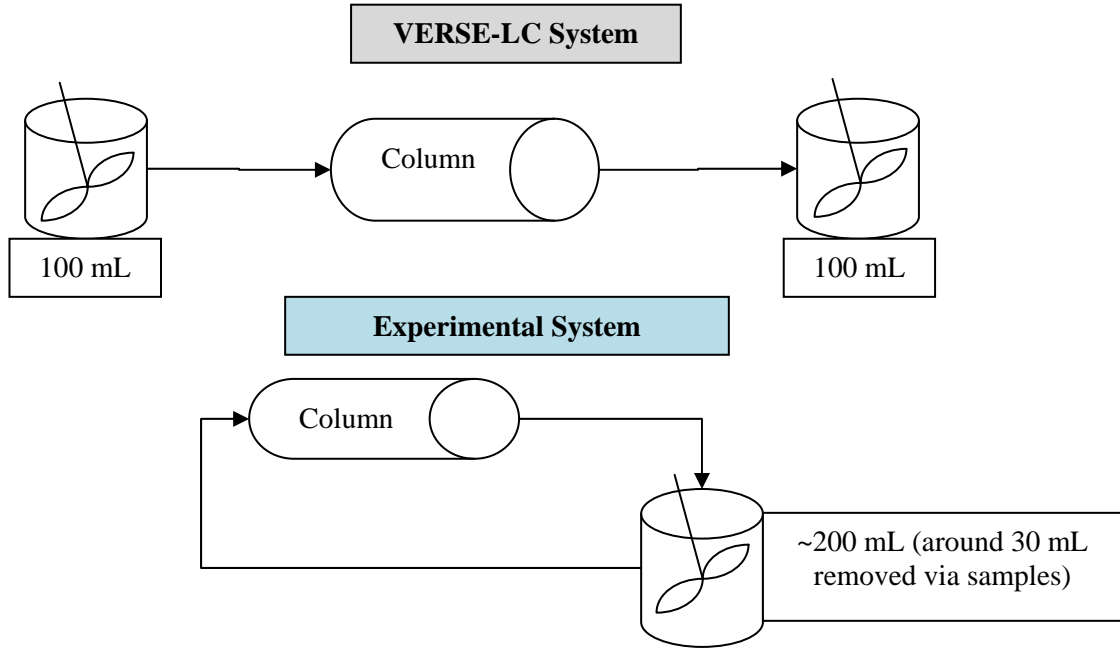 VERSE-LC System
Column
100 mL
100 mL
Experimental System
Column
~200 mL (around 30 mL
removed via samples)